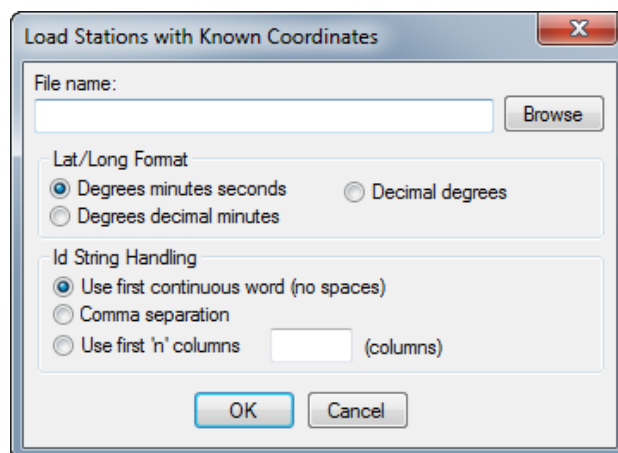 Load Stations with Known Coordinates
File name:
Browse
Lat/Long Format
Degrees minutes seconds
Decimal degrees
Degrees decimal minutes
Id String Handling
Use first continuous word (no spaces)
Comma separation
Use first 'n' columns (columns)
OK Cancel